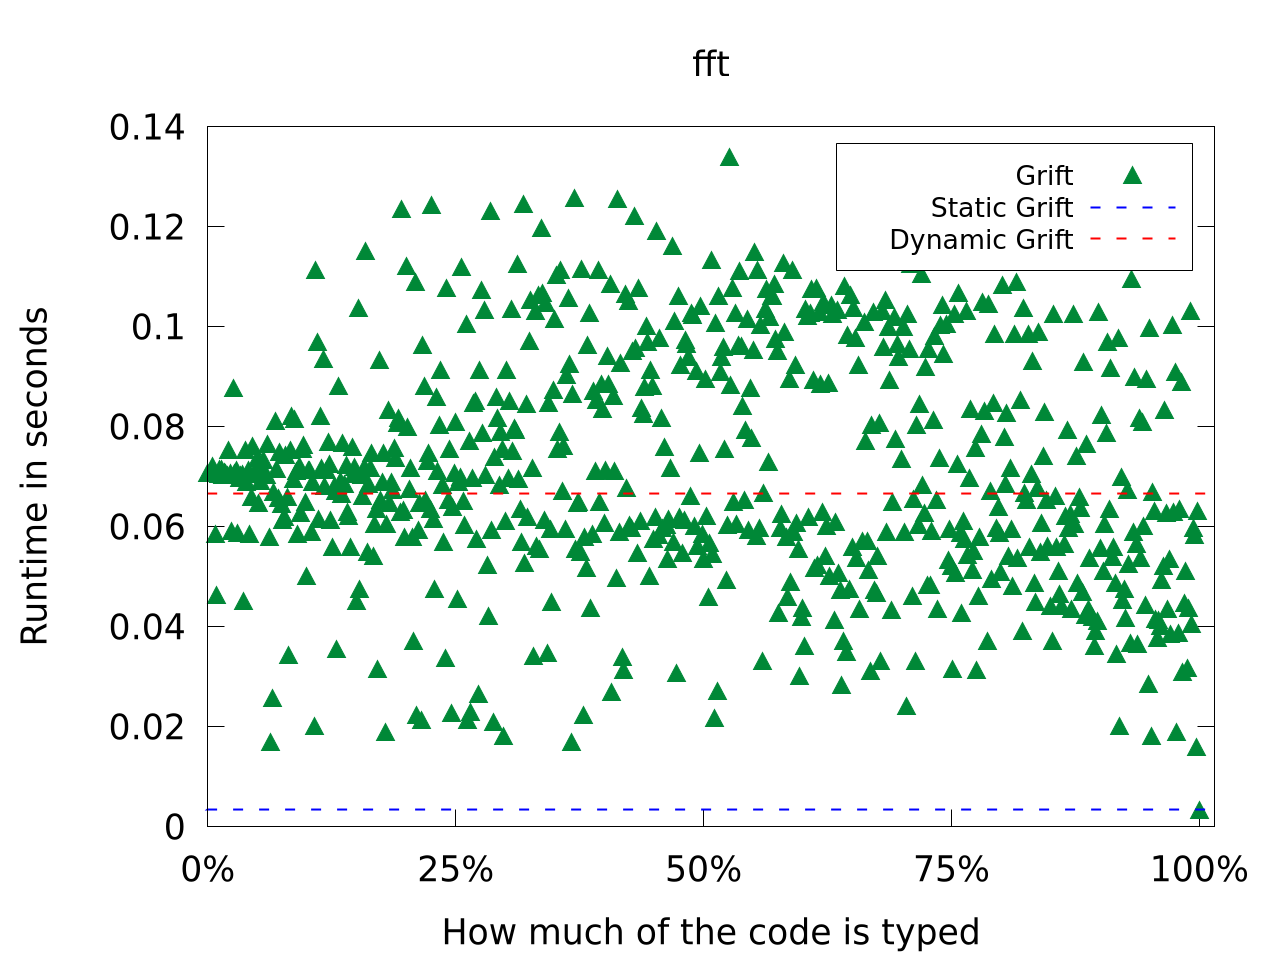 fft
0.14
0.12
0.1
0.08
0.06
0.04
0.02
0
Runtime in seconds
Grift
Static Grift
Dynamic Grift
0% 25% 50% 75% 100%
How much of the code is typed